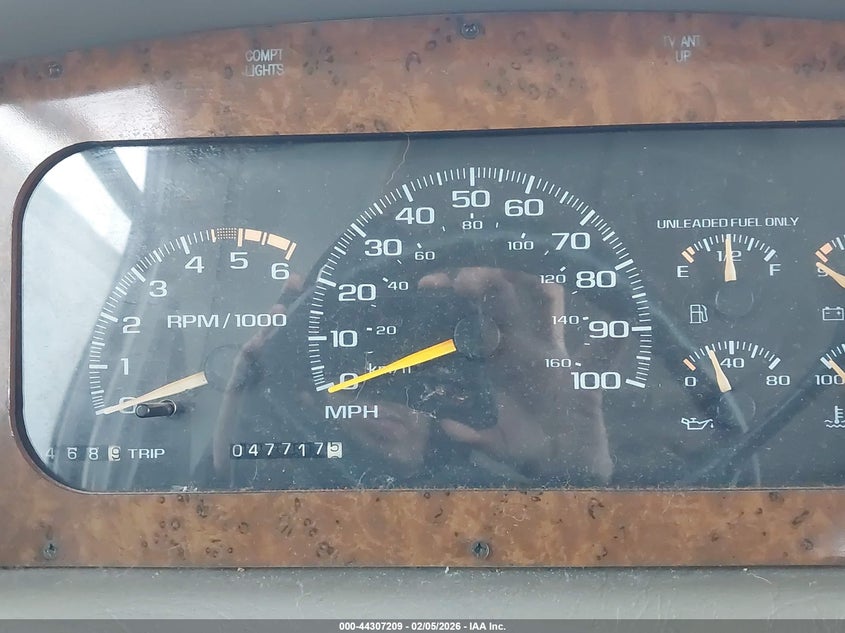 COMPT
LIGHTS
TV ANT
UP
0 1 2 3 4 5 6
RPM/1000
0 10 20 30 40 50 60 70 80 90 100
20 40 60 80 100 120 140 160
km/h
MPH
UNLEADED FUEL ONLY
E 1/2 F
0 40 80
100
TRIP
047717
000-44307209 - 02/05/2026 - IAA Inc.